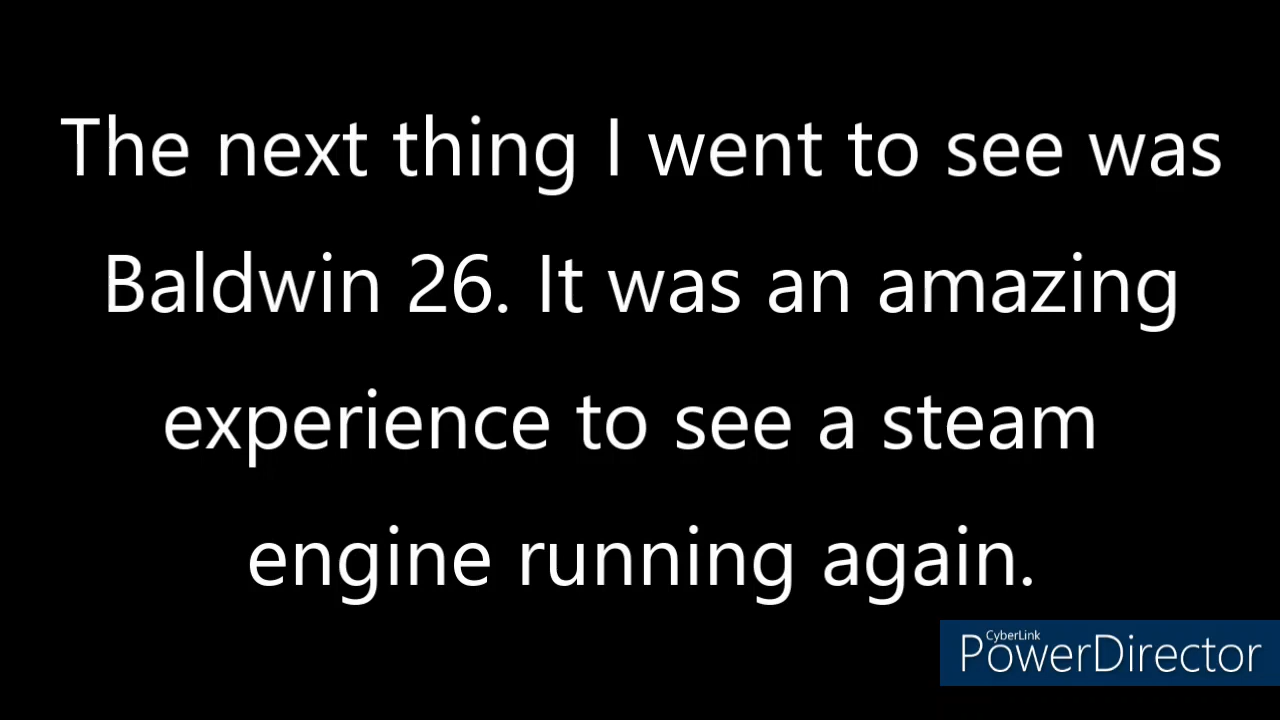 The next thing I went to see was
Baldwin 26. It was an amazing
experience to see a steam
engine running again.
CyberLink
PowerDirector